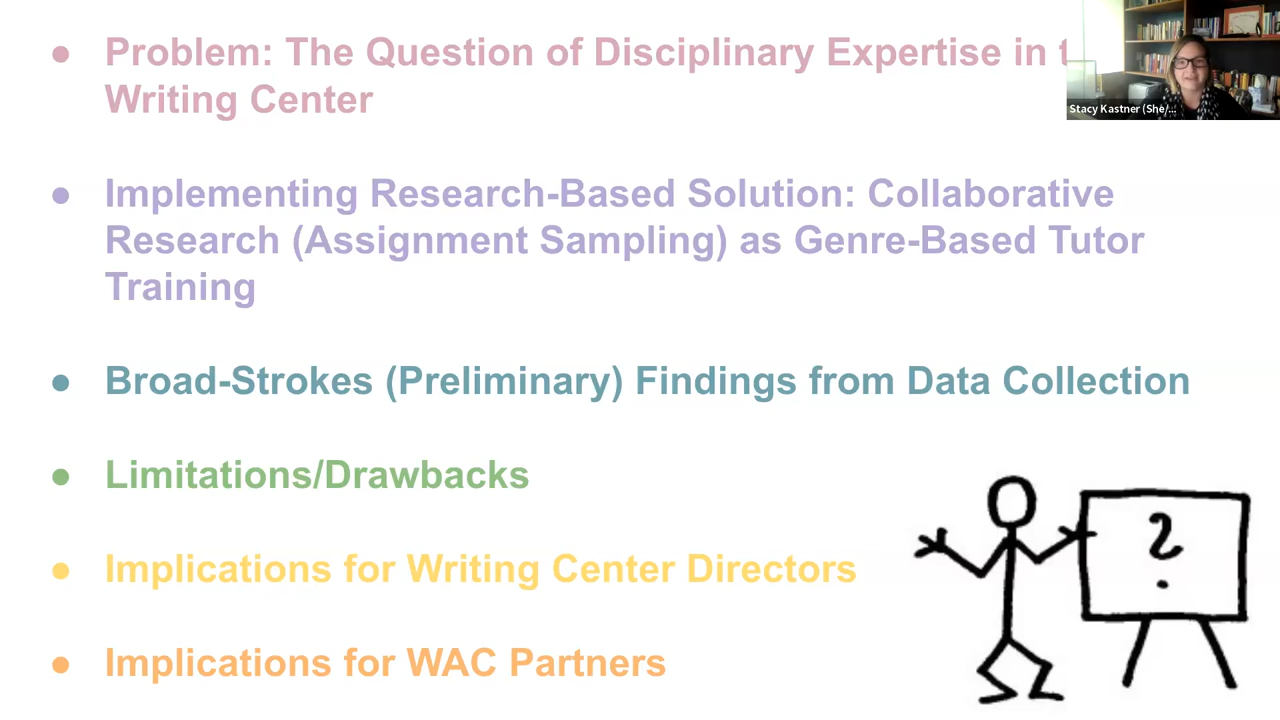 Problem: The Question of Disciplinary Expertise in t
Writing Center
Stacy Kastner (She/...
Implementing Research-Based Solution: Collaborative
Research (Assignment Sampling) as Genre-Based Tutor
Training
Broad-Strokes (Preliminary) Findings from Data Collection
Limitations/Drawbacks
?
Implications for Writing Center Directors
Implications for WAC Partners